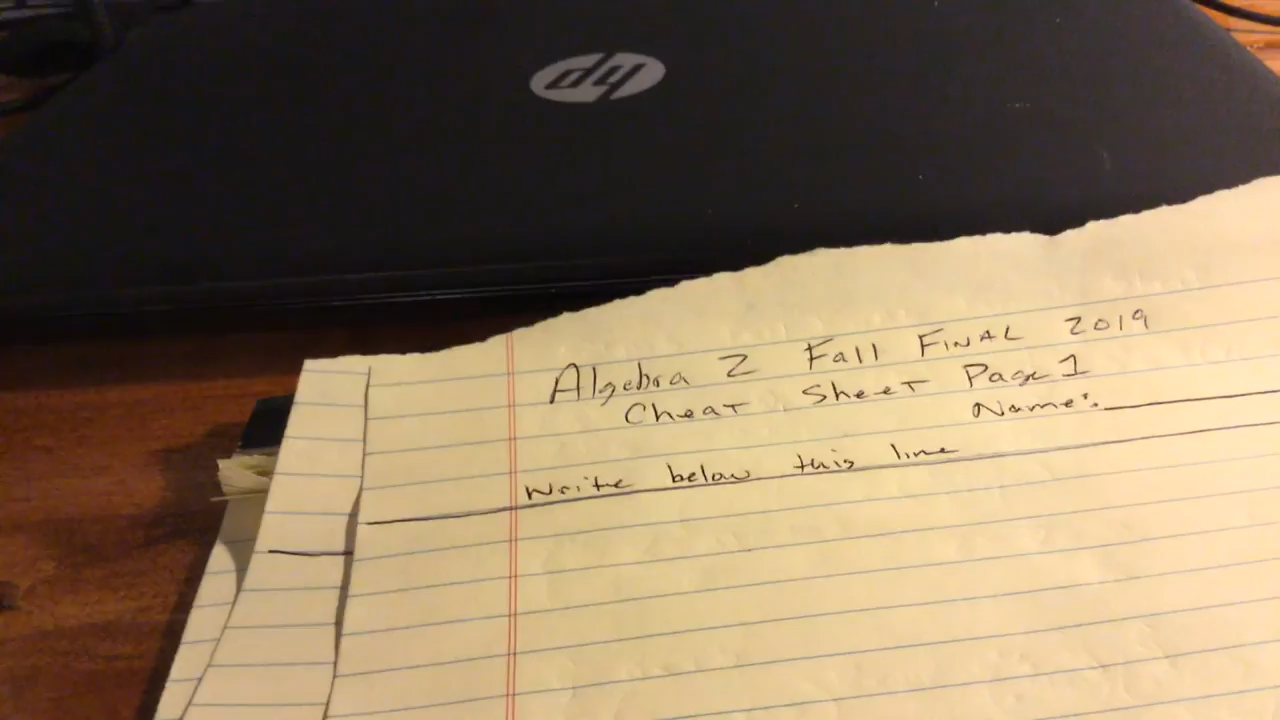 hp
Algebra 2 Fall FINAL 2019
Cheat Sheet Page 1
Name:
Write below this line